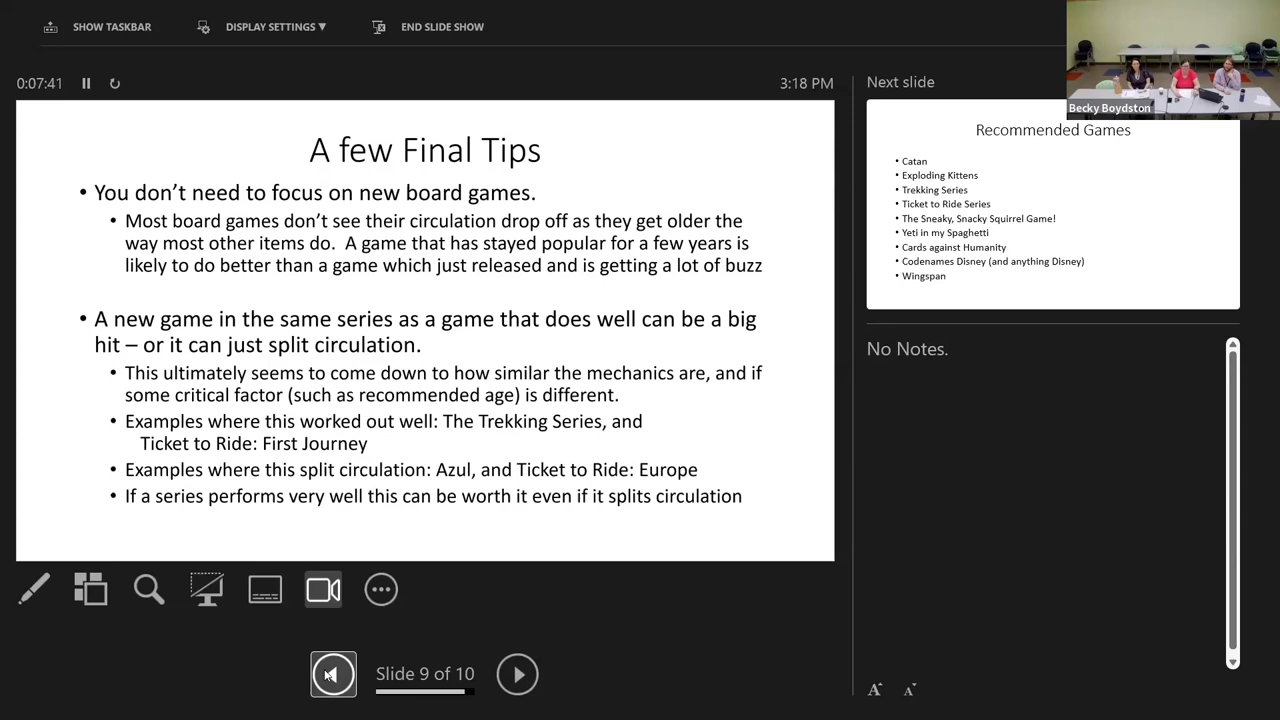 SHOW TASKBAR
DISPLAY SETTINGS ▼
END SLIDE SHOW
0:07:41
3:18 PM
A few Final Tips
• You don’t need to focus on new board games.
• Most board games don’t see their circulation drop off as they get older the
way most other items do. A game that has stayed popular for a few years is
likely to do better than a game which just released and is getting a lot of buzz
• A new game in the same series as a game that does well can be a big
hit – or it can just split circulation.
• This ultimately seems to come down to how similar the mechanics are, and if
some critical factor (such as recommended age) is different.
• Examples where this worked out well: The Trekking Series, and
Ticket to Ride: First Journey
• Examples where this split circulation: Azul, and Ticket to Ride: Europe
• If a series performs very well this can be worth it even if it splits circulation
Slide 9 of 10
Next slide
Becky Boydston
Recommended Games
• Catan
• Exploding Kittens
• Trekking Series
• Ticket to Ride Series
• The Sneaky, Snacky Squirrel Game!
• Yeti in my Spaghetti
• Cards against Humanity
• Codenames Disney (and anything Disney)
• Wingspan
No Notes.
A A